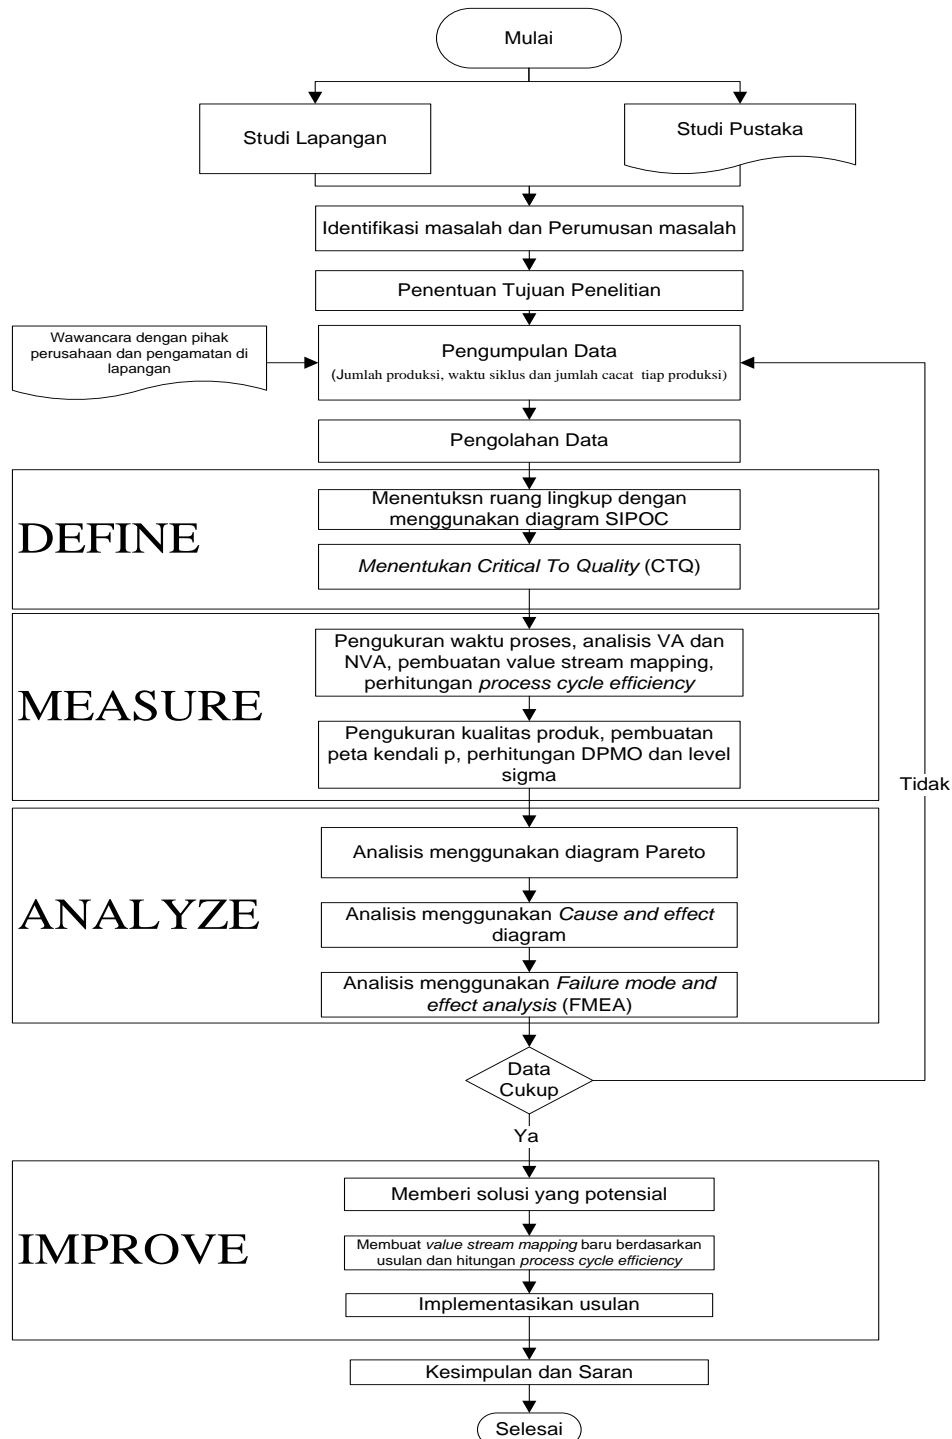 Mulai
Studi Lapangan
Studi Pustaka
Identifikasi masalah dan Perumusan masalah
Penentuan Tujuan Penelitian
Wawancara dengan pihak
perusahaan dan pengamatan di
lapangan
Pengumpulan Data
(Jumlah produksi, waktu siklus dan jumlah cacat tiap produksi)
Pengolahan Data
DEFINE
Menentuksn ruang lingkup dengan
menggunakan diagram SIPOC
Menentukan Critical To Quality (CTQ)
MEASURE
Pengukuran waktu proses, analisis VA dan
NVA, pembuatan value stream mapping,
perhitungan process cycle efficiency
Pengukuran kualitas produk, pembuatan
peta kendali p, perhitungan DPMO dan level
sigma
Tidak
ANALYZE
Analisis menggunakan diagram Pareto
Analisis menggunakan Cause and effect
diagram
Analisis menggunakan Failure mode and
effect analysis (FMEA)
Data
Cukup
Ya
IMPROVE
Memberi solusi yang potensial
Membuat value stream mapping baru berdasarkan
usulan dan hitungan process cycle efficiency
Implementasikan usulan
Kesimpulan dan Saran
Selesai